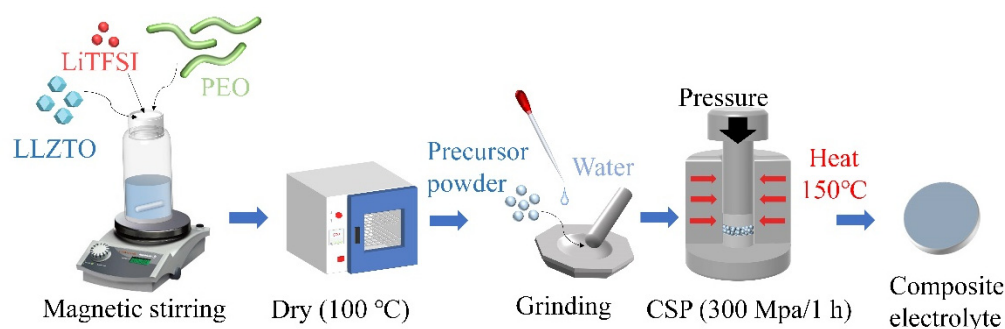 LiTFSI
PEO
LLZTO
Magnetic stirring
Dry (100 °C)
Precursor
powder
Water
Grinding
Pressure
Heat
150℃
CSP (300 Mpa/1 h)
Composite
electrolyte